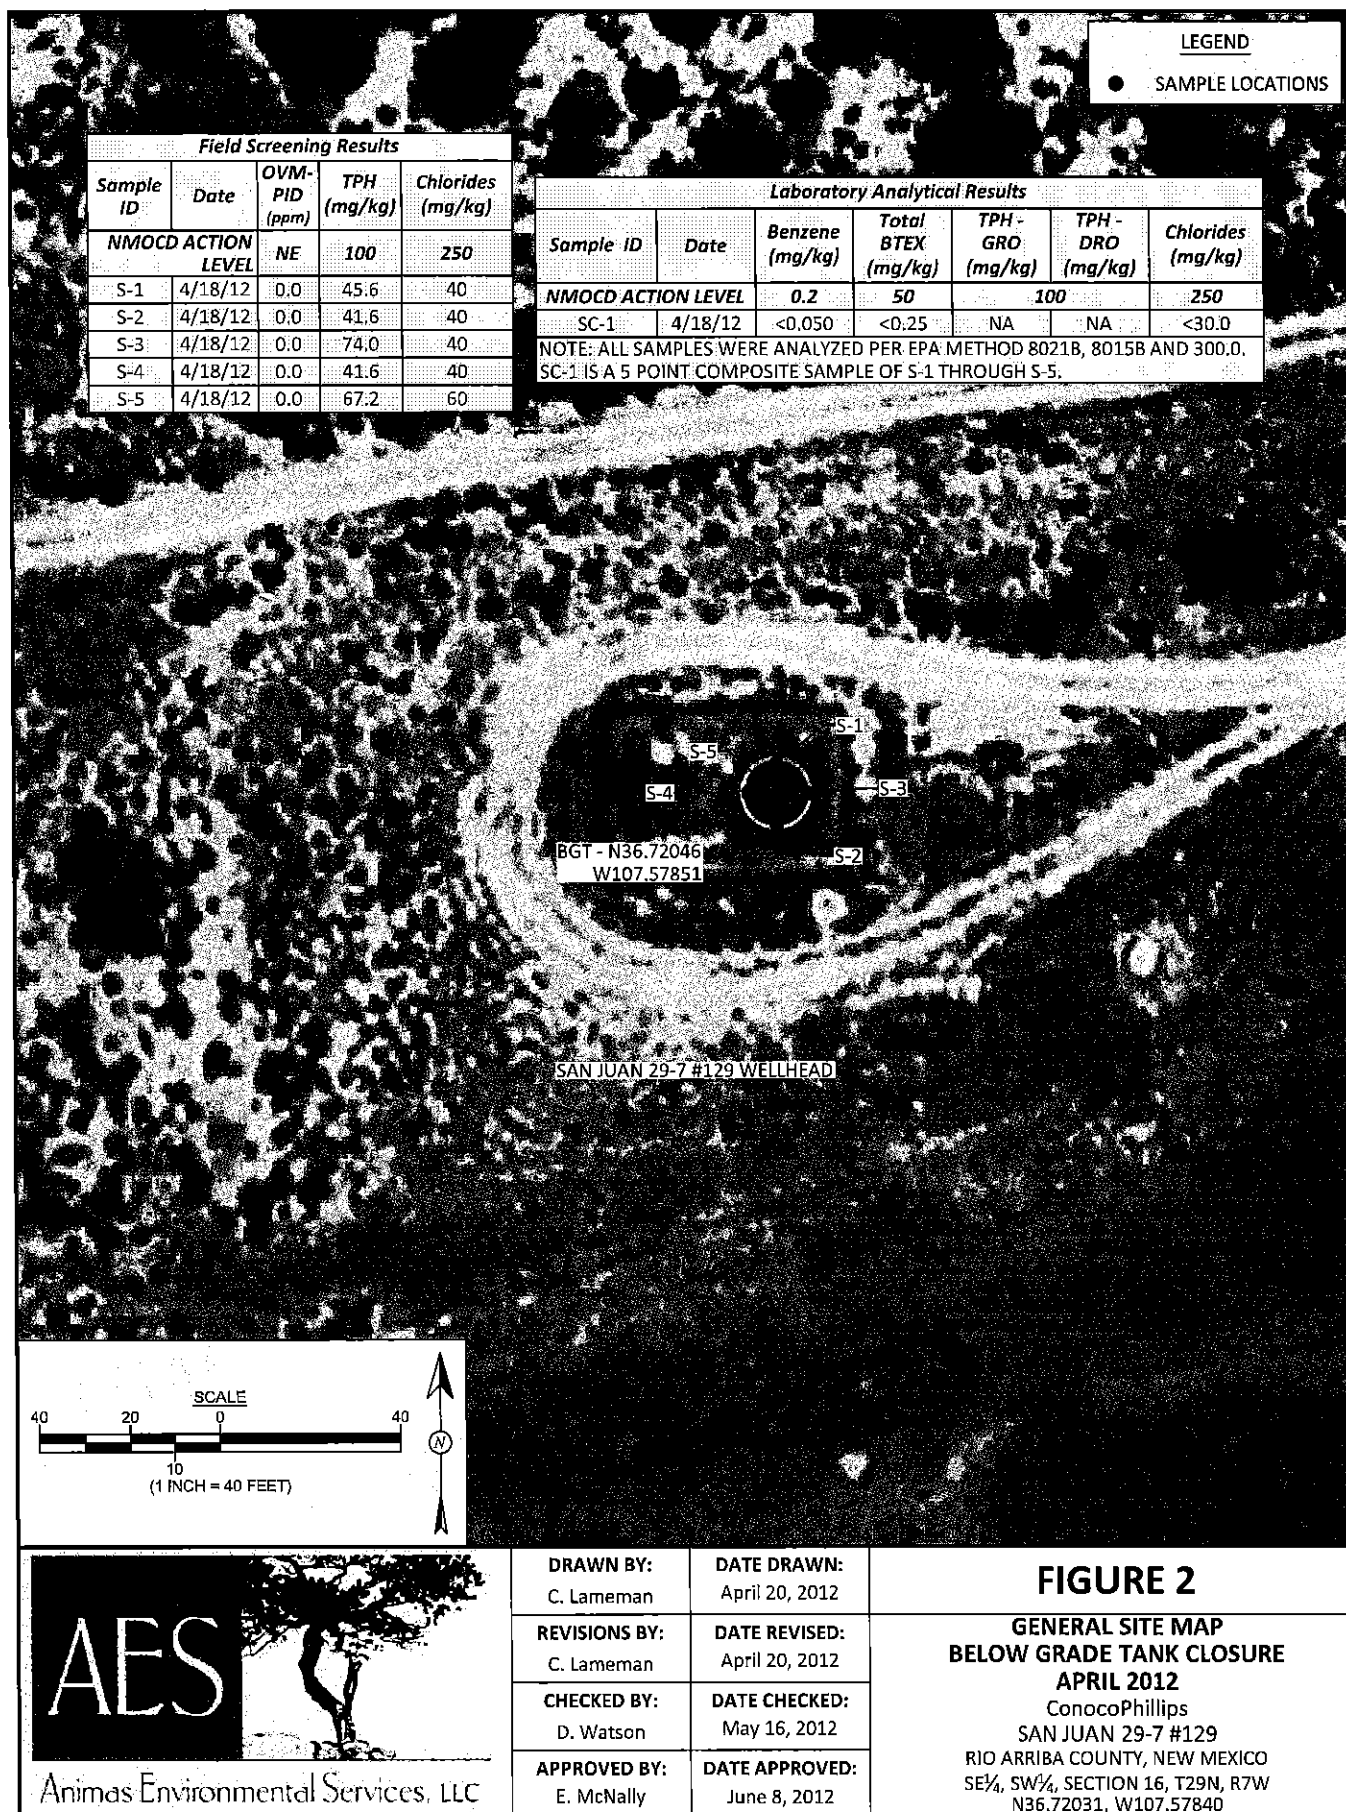 LEGEND
SAMPLE LOCATIONS
Field Screening Results
Sample ID Date OVM-PID (ppm) TPH (mg/kg) Chlorides (mg/kg)
NMOCD ACTION LEVEL NE 100 250
S-1 4/18/12 0.0 45.6 40
S-2 4/18/12 0.0 41.6 40
S-3 4/18/12 0.0 74.0 40
S-4 4/18/12 0.0 41.6 40
S-5 4/18/12 0.0 67.2 60
Laboratory Analytical Results
Sample ID Date Benzene (mg/kg) Total BTEX (mg/kg) TPH - GRO (mg/kg) TPH - DRO (mg/kg) Chlorides (mg/kg)
NMOCD ACTION LEVEL 0.2 50 100 250
SC-1 4/18/12 <0.050 <0.25 NA NA <30.0
NOTE: ALL SAMPLES WERE ANALYZED PER EPA METHOD 8021B, 8015B AND 300.0.
SC-1 IS A 5 POINT COMPOSITE SAMPLE OF S-1 THROUGH S-5.
S-1
S-5
S-4
S-3
S-2
BGT - N36.72046
W107.57851
SAN JUAN 29-7 #129 WELLHEAD
SCALE
40 20 0 40
10
(1 INCH = 40 FEET)
N
AES
Animas Environmental Services, LLC
DRAWN BY:
C. Lameman
DATE DRAWN:
April 20, 2012
REVISIONS BY:
C. Lameman
DATE REVISED:
April 20, 2012
CHECKED BY:
D. Watson
DATE CHECKED:
May 16, 2012
APPROVED BY:
E. McNally
DATE APPROVED:
June 8, 2012
FIGURE 2
GENERAL SITE MAP
BELOW GRADE TANK CLOSURE
APRIL 2012
ConocoPhillips
SAN JUAN 29-7 #129
RIO ARRIBA COUNTY, NEW MEXICO
SE¼, SW¼, SECTION 16, T29N, R7W
N36.72031, W107.57840